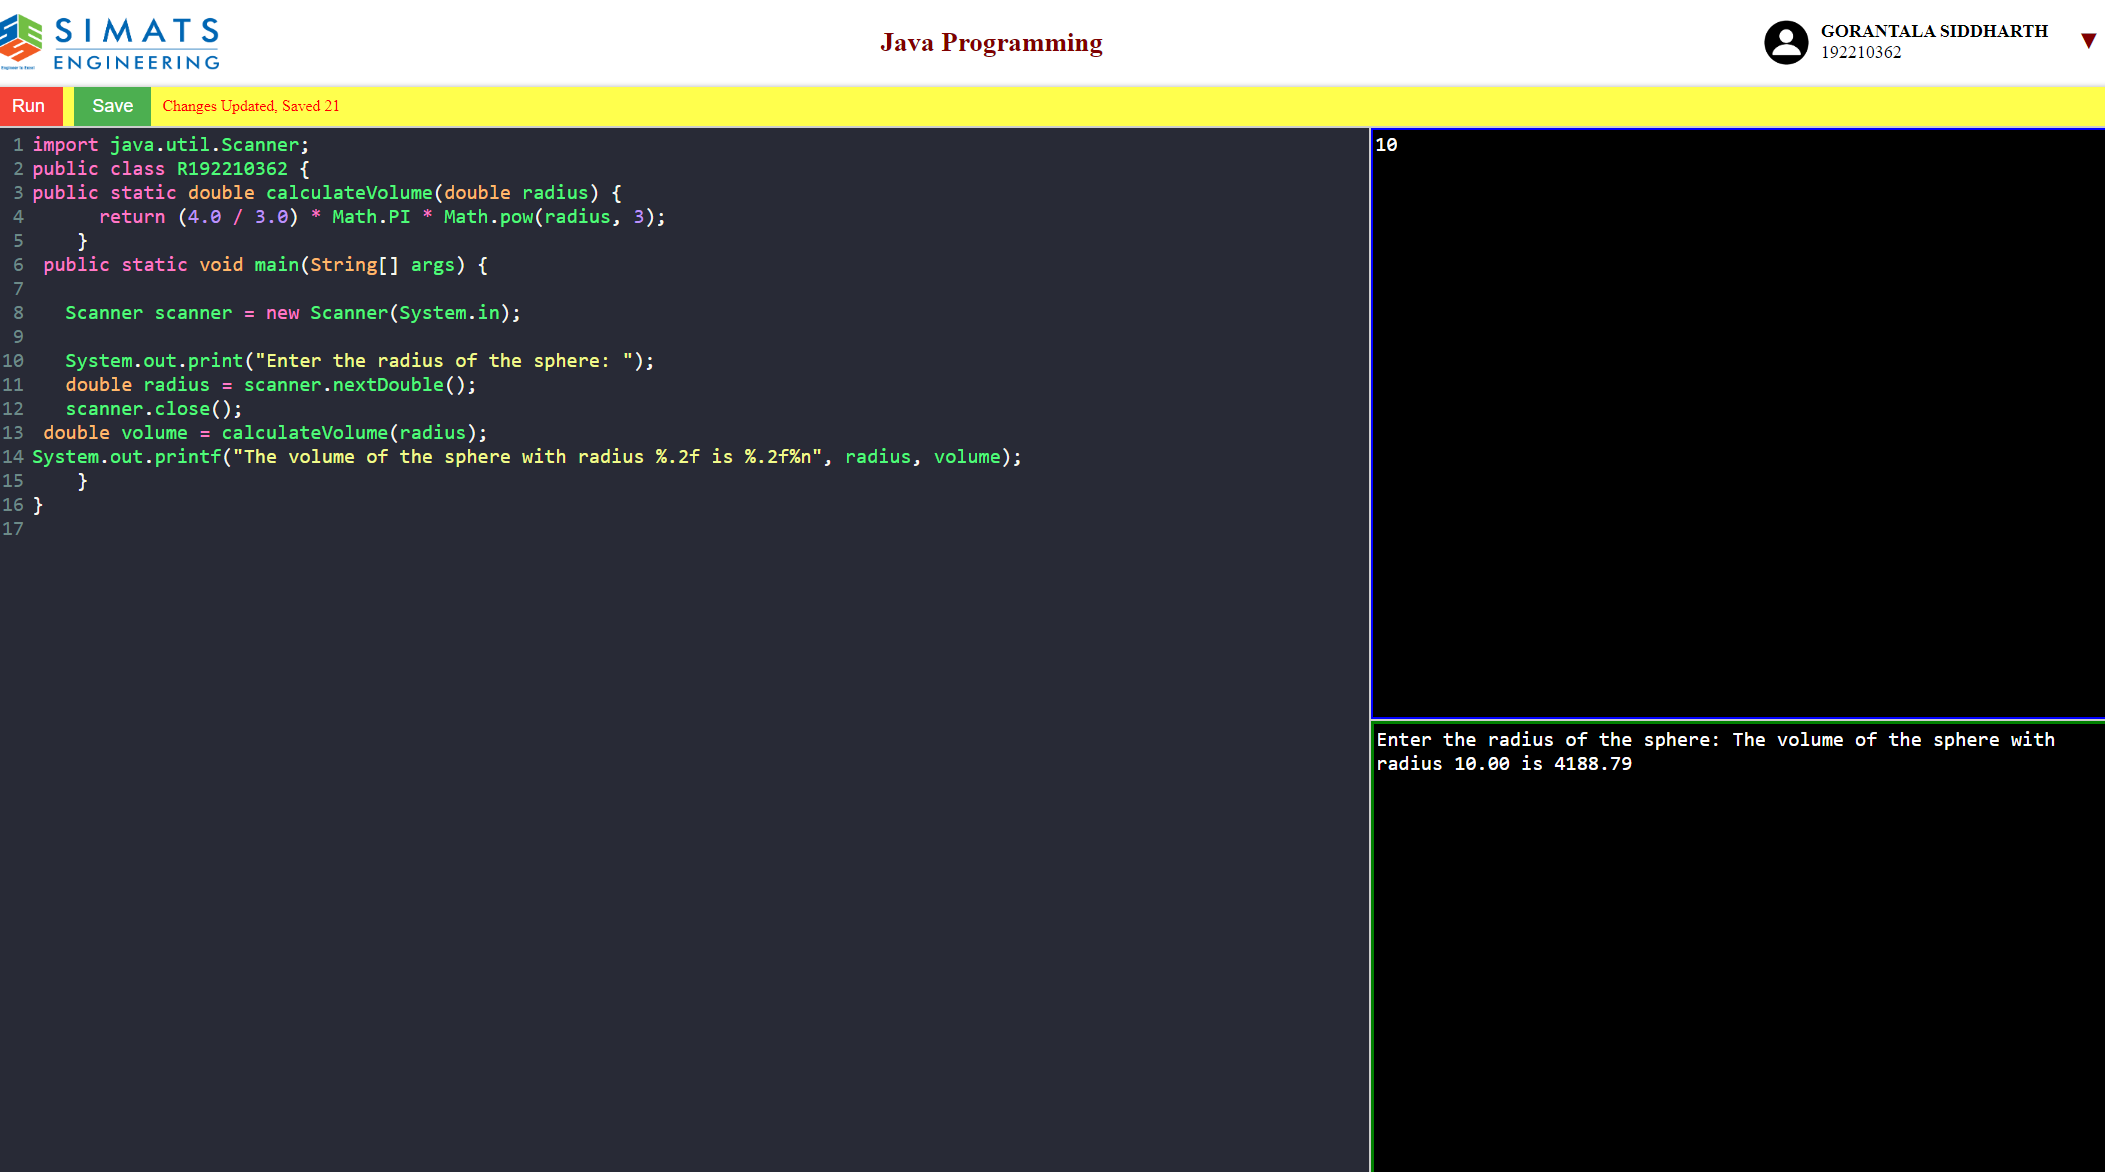 SIMATS
ENGINEERING
Java Programming
GORANTALA SIDDHARTH
192210362
▼
Run Save Changes Updated, Saved 21
1 import java.util.Scanner;
2 public class R192210362 {
3 public static double calculateVolume(double radius) {
4       return (4.0 / 3.0) * Math.PI * Math.pow(radius, 3);
5     }
6  public static void main(String[] args) {
7
8    Scanner scanner = new Scanner(System.in);
9
10    System.out.print("Enter the radius of the sphere: ");
11    double radius = scanner.nextDouble();
12    scanner.close();
13  double volume = calculateVolume(radius);
14 System.out.printf("The volume of the sphere with radius %.2f is %.2f%n", radius, volume);
15     }
16 }
17
10
Enter the radius of the sphere: The volume of the sphere with
radius 10.00 is 4188.79